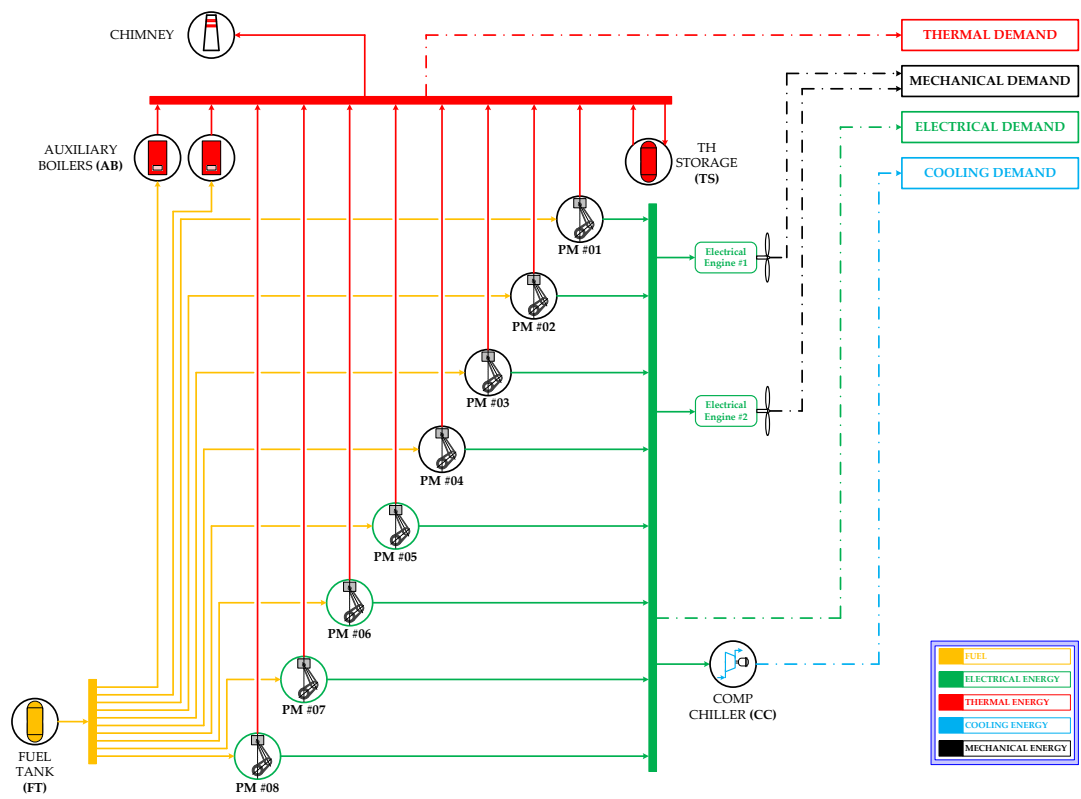 CHIMNEY
THERMAL DEMAND
MECHANICAL DEMAND
ELECTRICAL DEMAND
COOLING DEMAND
AUXILIARY
BOILERS (AB)
TH
STORAGE
(TS)
PM #01
Electrical
Engine #1
PM #02
PM #03
Electrical
Engine #2
PM #04
PM #05
PM #06
PM #07
COMP
CHILLER (CC)
FUEL
TANK
(FT)
PM #08
FUEL
ELECTRICAL ENERGY
THERMAL ENERGY
COOLING ENERGY
MECHANICAL ENERGY